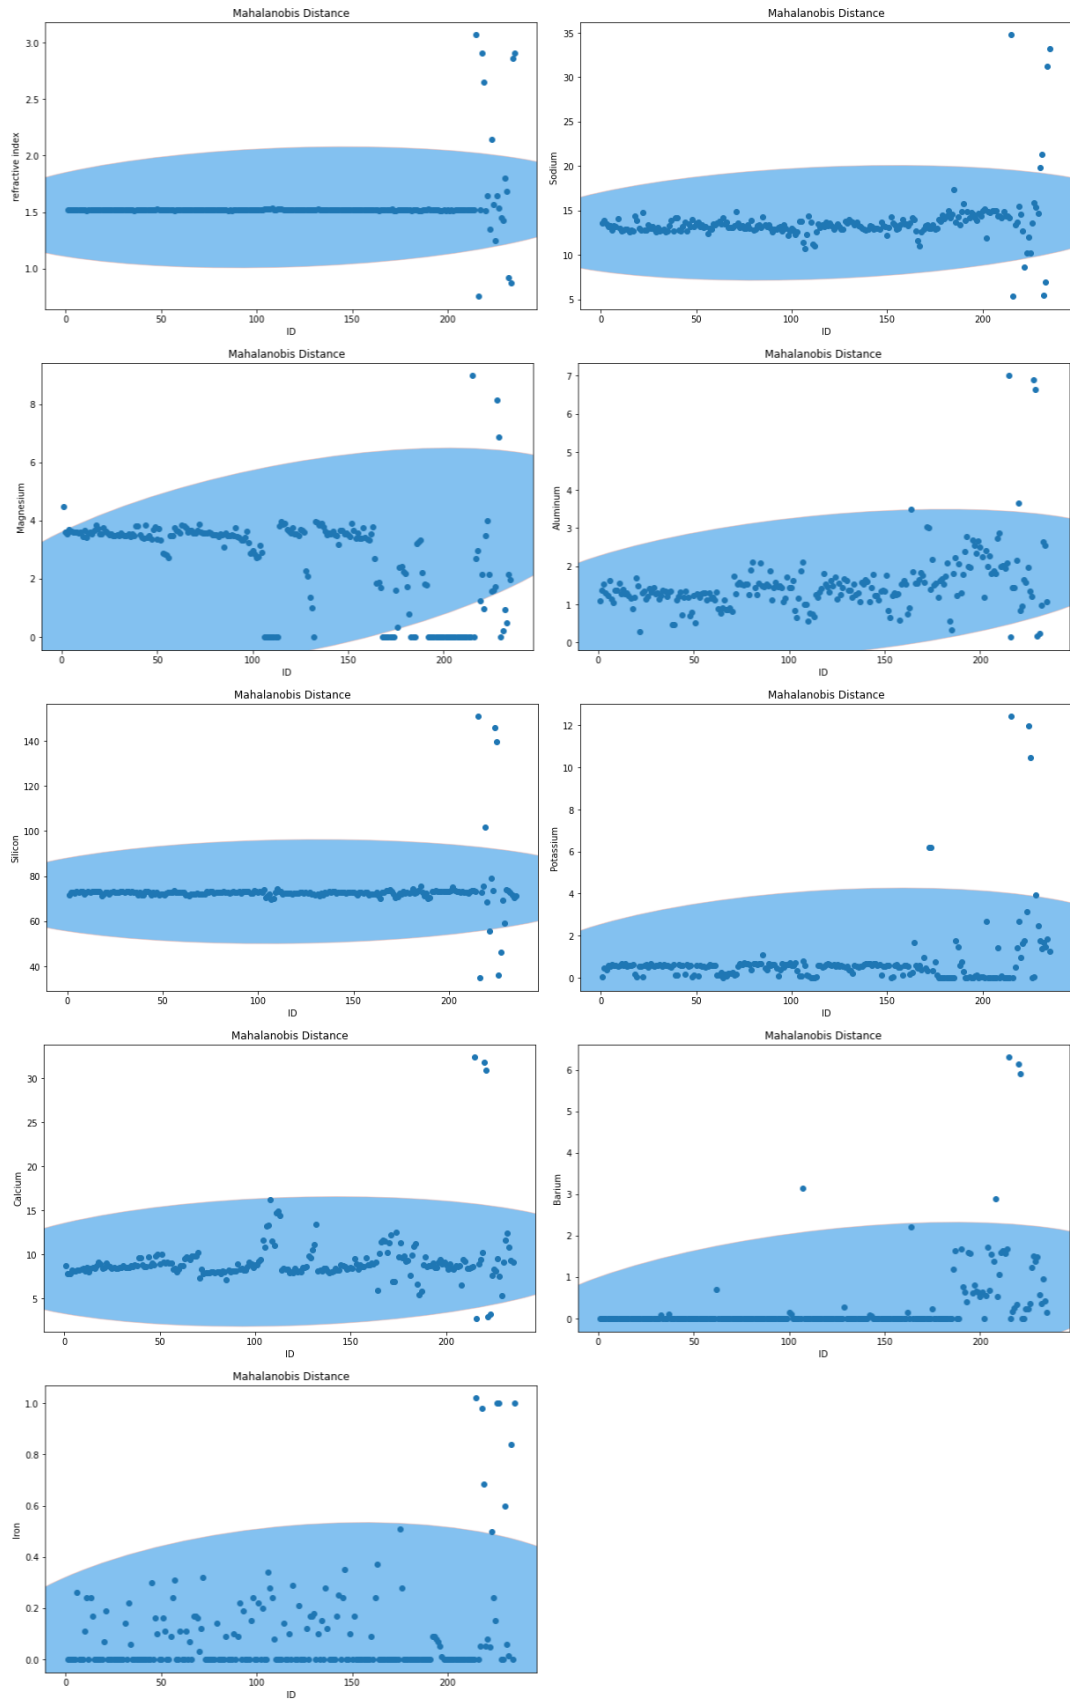 Mahalanobis Distance
refractive index
3.0
2.5
2.0
1.5
1.0
0 50 100 150 200
ID
Mahalanobis Distance
Sodium
35
30
25
20
15
10
5
0 50 100 150 200
ID
Mahalanobis Distance
Magnesium
8
6
4
2
0
0 50 100 150 200
ID
Mahalanobis Distance
Aluminum
7
6
5
4
3
2
1
0
0 50 100 150 200
ID
Mahalanobis Distance
Silicon
140
120
100
80
60
40
0 50 100 150 200
ID
Mahalanobis Distance
Potassium
12
10
8
6
4
2
0
0 50 100 150 200
ID
Mahalanobis Distance
Calcium
30
25
20
15
10
5
0 50 100 150 200
ID
Mahalanobis Distance
Barium
6
5
4
3
2
1
0
0 50 100 150 200
ID
Mahalanobis Distance
Iron
1.0
0.8
0.6
0.4
0.2
0.0
0 50 100 150 200
ID